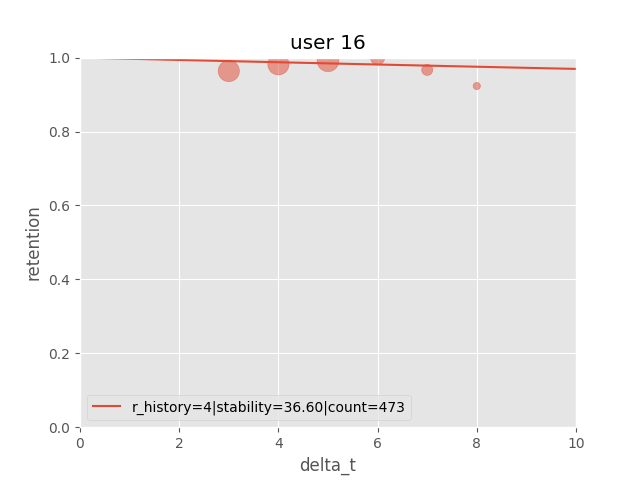 user 16
1.0
0.8
0.6
0.4
0.2
0.0
retention
r_history=4|stability=36.60|count=473
0 2 4 6 8 10
delta_t